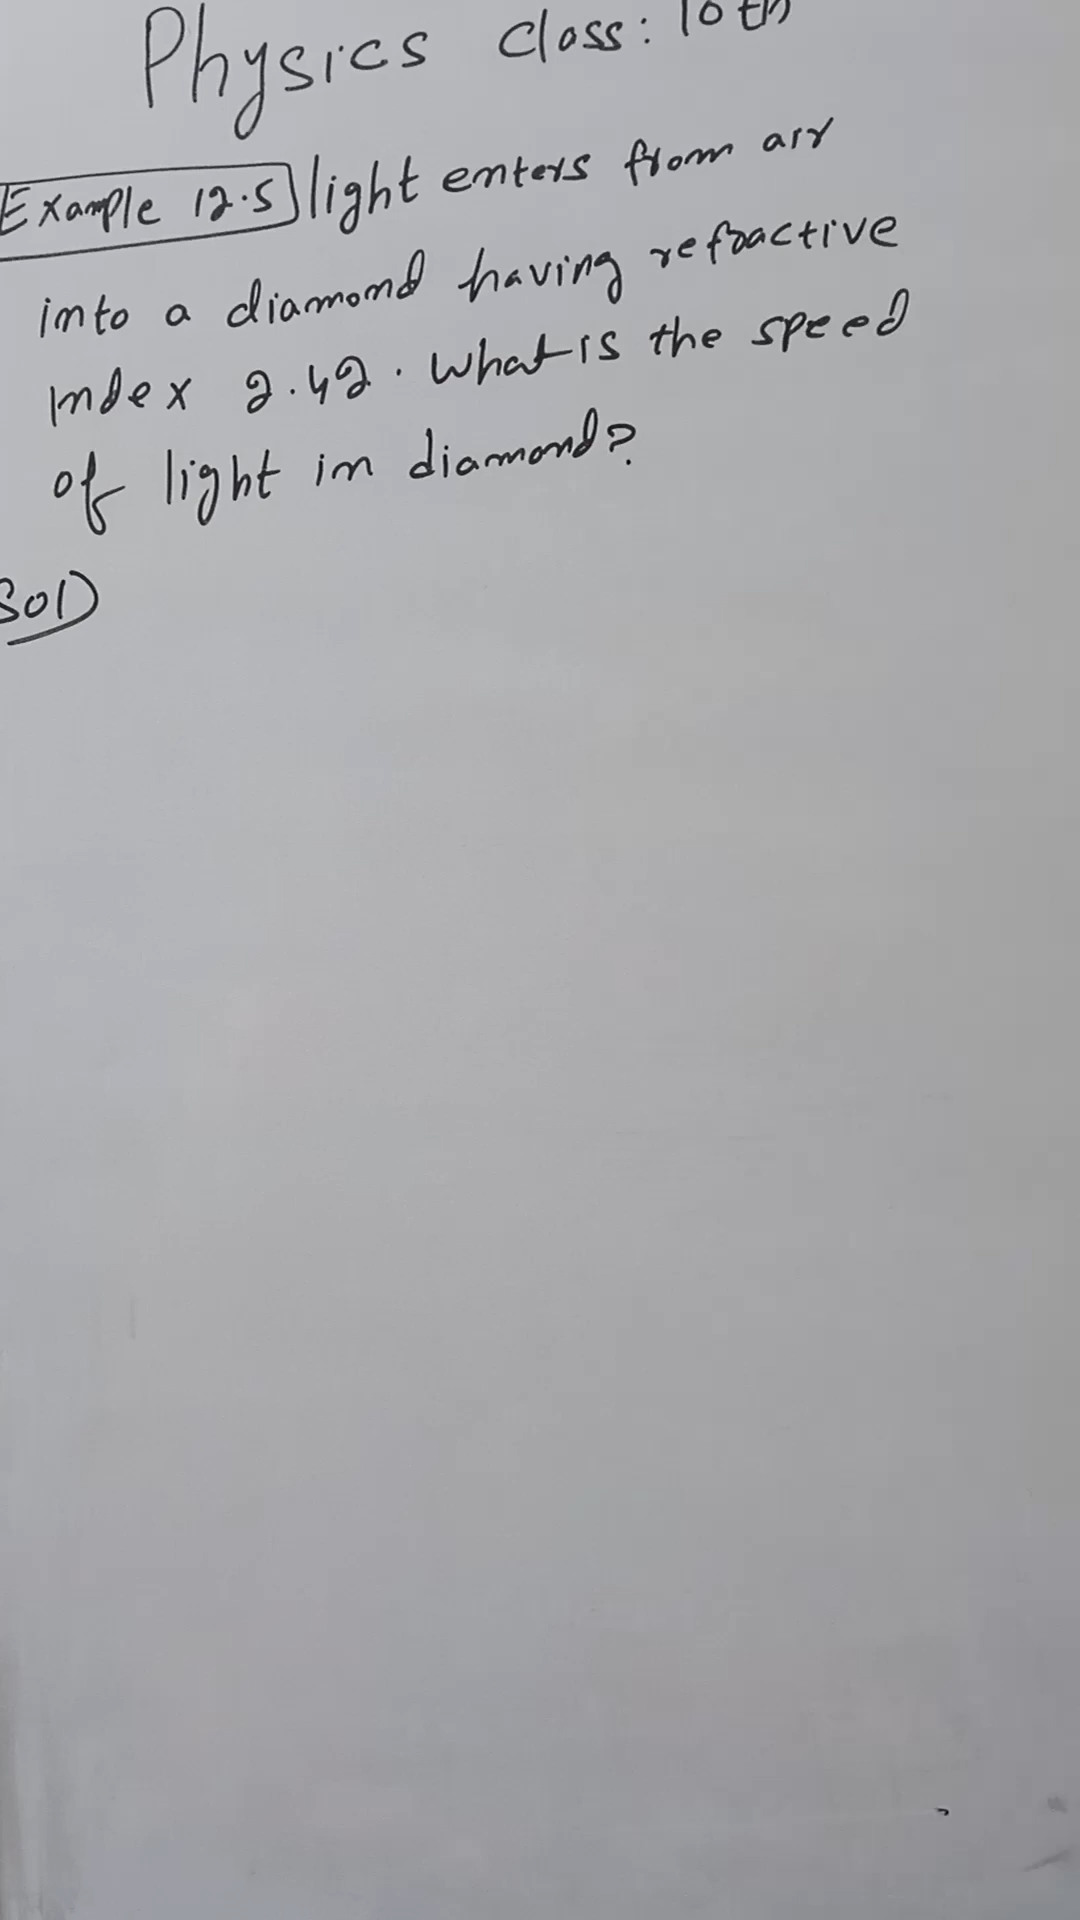 Physics Class: 10th
Example 12.5 light enters from air
into a diamond having refractive
index 2.42. What is the speed
of light in diamond?
Sol)